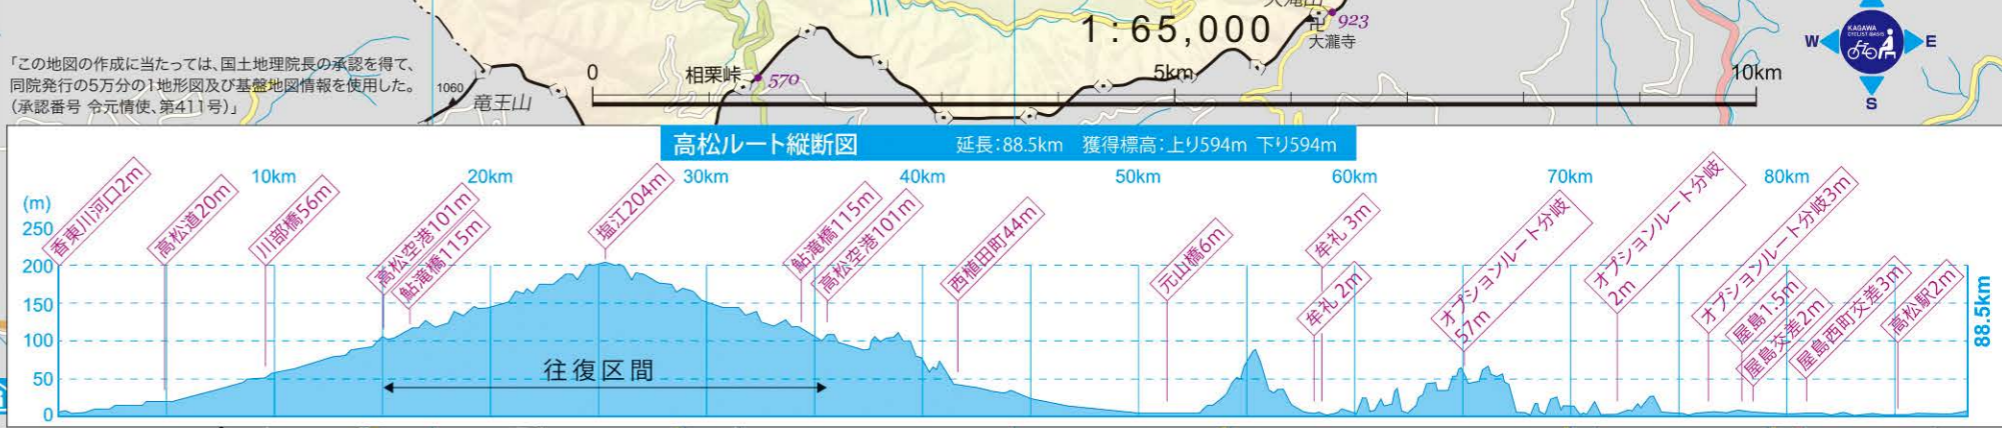 大滝山
923
大瀧寺
1:65,000
KAGAWA
W
E
S
「この地図の作成に当たっては、国土地理院長の承認を得て、
同院発行の5万分の1地形図及び基盤地図情報を使用した。
(承認番号 令元情使、第411号)」
1060
竜王山
0
相栗峠
570
5km
10km
高松ルート縦断図 延長:88.5km 獲得標高:上り594m 下り594m
10km 20km 30km 40km 50km 60km 70km 80km
(m)
250
200
150
100
50
0
香東川河口2m
高松道20m
川部橋56m
高松空港101m
鮎滝橋115m
塩江204m
鮎滝橋115m
高松空港101m
西植田町44m
元山橋6m
牟礼 3m
牟礼 2m
オプションルート分岐
57m
オプションルート分岐
2m
オプションルート分岐3m
屋島1.5m
屋島交差2m
屋島西町交差3m
高松駅2m
往復区間
88.5km